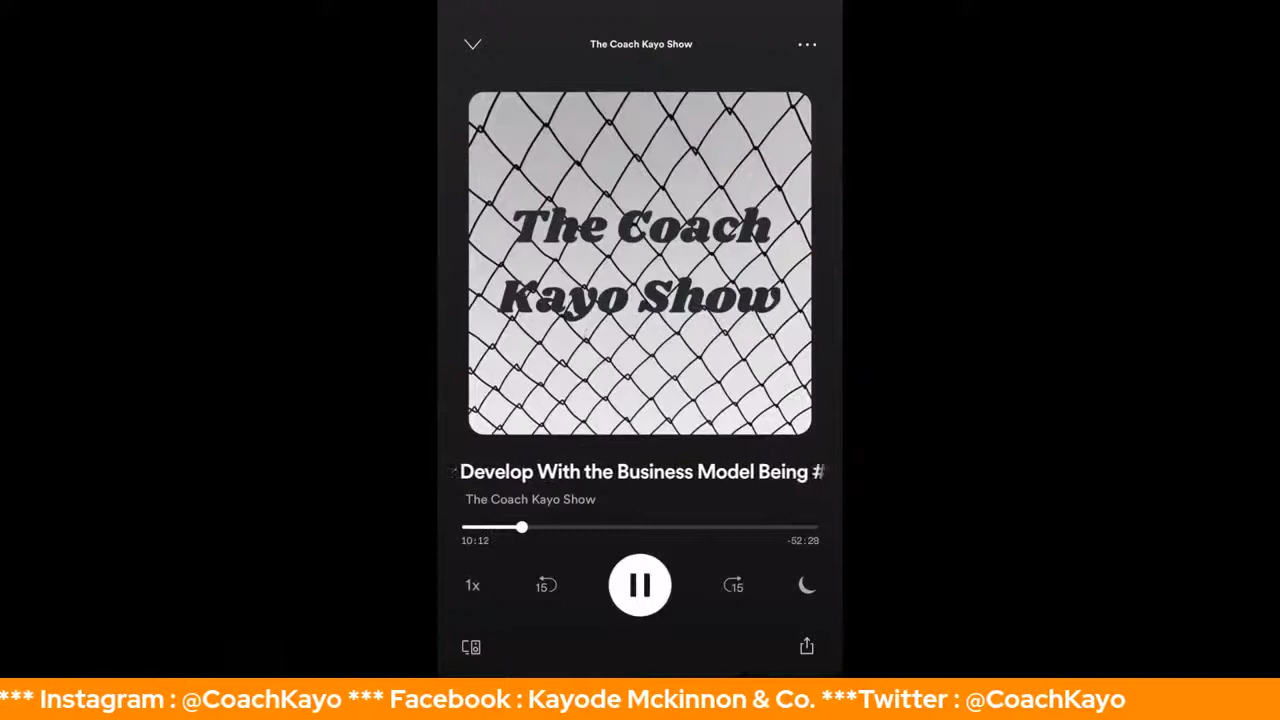 The Coach Kayo Show
The Coach
Kayo Show
Develop With the Business Model Being #
The Coach Kayo Show
10:12 -52:29
1x 15 15
*** Instagram : @CoachKayo *** Facebook : Kayode Mckinnon & Co. ***Twitter : @CoachKayo